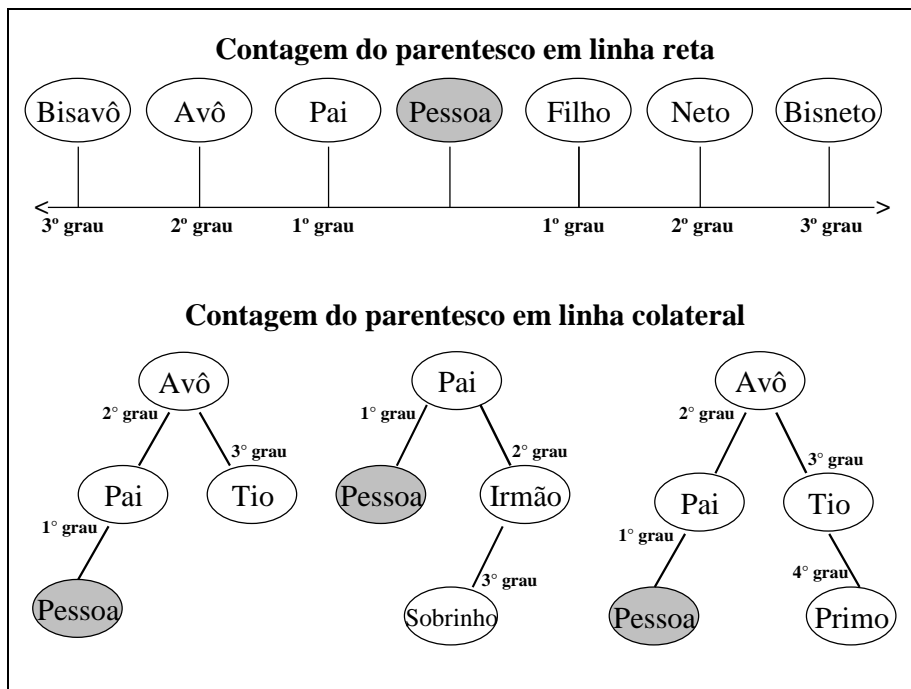 Contagem do parentesco em linha reta
Bisavô Avô Pai Pessoa Filho Neto Bisneto
3º grau 2º grau 1º grau 1º grau 2º grau 3º grau
Contagem do parentesco em linha colateral
Avô
2° grau
3° grau
Pai Tio
1° grau
Pessoa
Pai
1° grau
2° grau
Pessoa Irmão
3° grau
Sobrinho
Avô
2° grau
3° grau
Pai Tio
1° grau
4° grau
Pessoa Primo